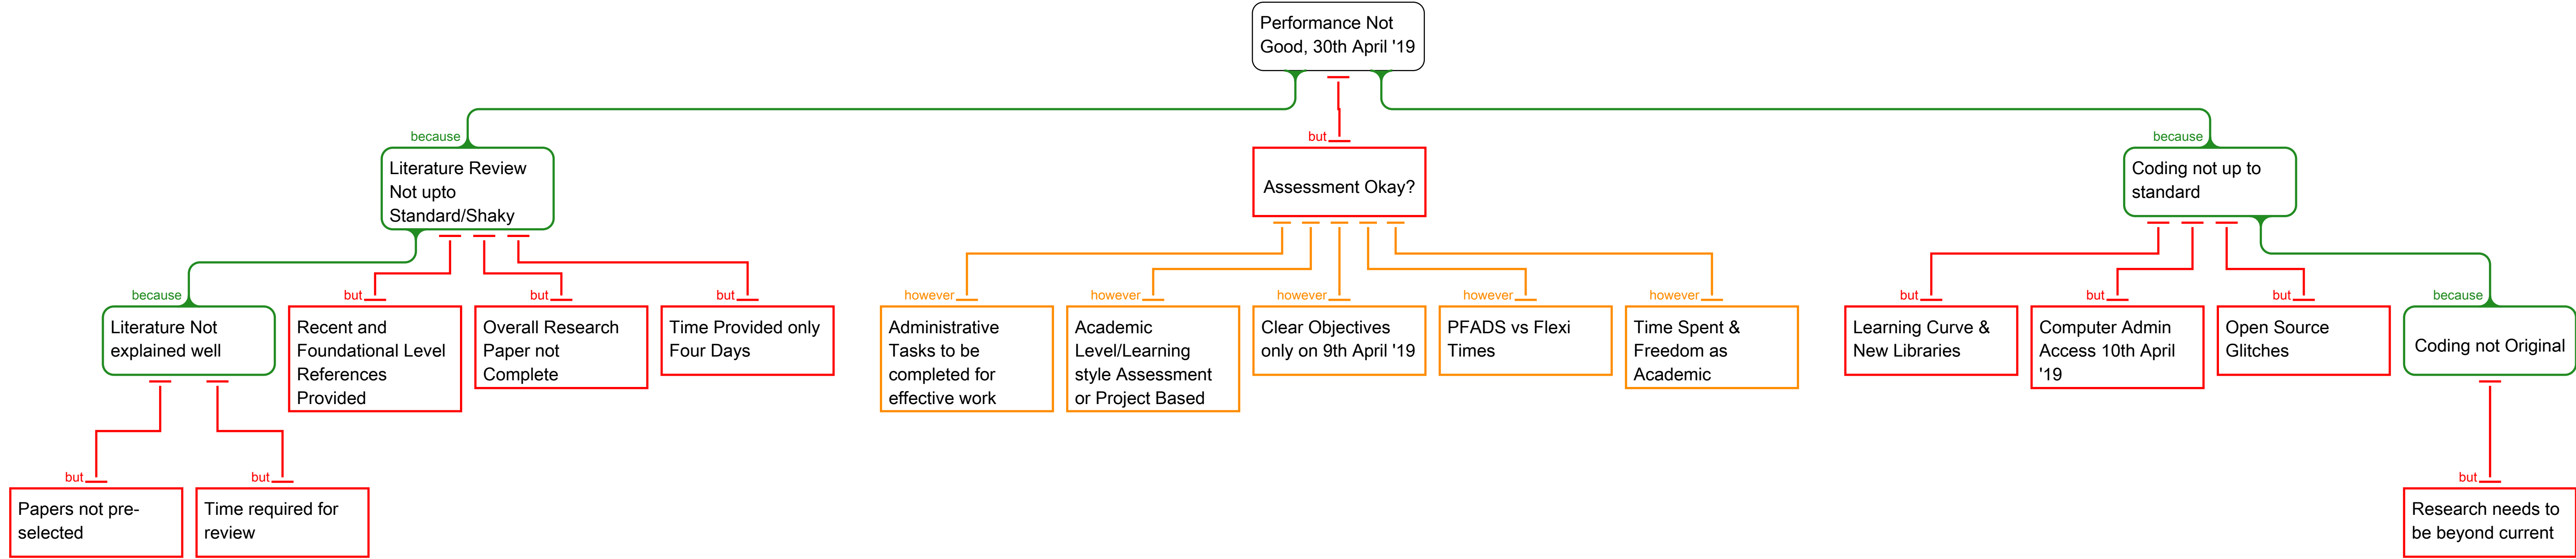 Performance Not
Good, 30th April '19
because
but
because
Literature Review
Not upto
Standard/Shaky
Assessment Okay?
Coding not up to
standard
because
but
but
but
however
however
however
however
however
but
but
but
because
Literature Not
explained well
Recent and
Foundational Level
References
Provided
Overall Research
Paper not
Complete
Time Provided only
Four Days
Administrative
Tasks to be
completed for
effective work
Academic
Level/Learning
style Assessment
or Project Based
Clear Objectives
only on 9th April '19
PFADS vs Flexi
Times
Time Spent &
Freedom as
Academic
Learning Curve &
New Libraries
Computer Admin
Access 10th April
'19
Open Source
Glitches
Coding not Original
but
but
but
Papers not pre-
selected
Time required for
review
Research needs to
be beyond current